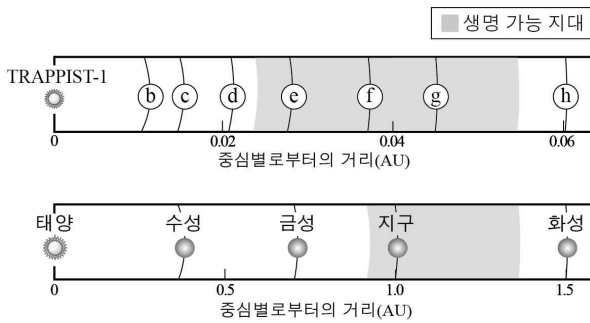 생명 가능 지대
TRAPPIST-1
b c d e f g h
0 0.02 0.04 0.06
중심별로부터의 거리(AU)
태양 수성 금성 지구 화성
0 0.5 1.0 1.5
중심별로부터의 거리(AU)